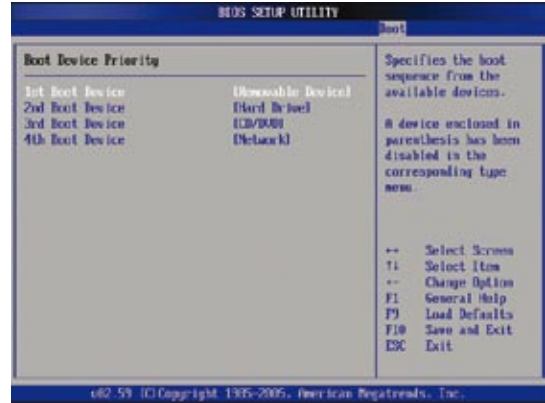 BIOS SETUP UTILITY
Boot
Boot Device Priority
1st Boot Device [Removable Device]
2nd Boot Device [Hard Drive]
3rd Boot Device [CD/DVD]
4th Boot Device [Network]
Specifies the boot
sequence from the
available devices.
A device enclosed in
parenthesis has been
disabled in the
corresponding type
menu.
↔ Select Screen
↑↓ Select Item
+- Change Option
F1 General Help
F9 Load Defaults
F10 Save and Exit
ESC Exit
v02.59 (C)Copyright 1985-2005, American Megatrends, Inc.